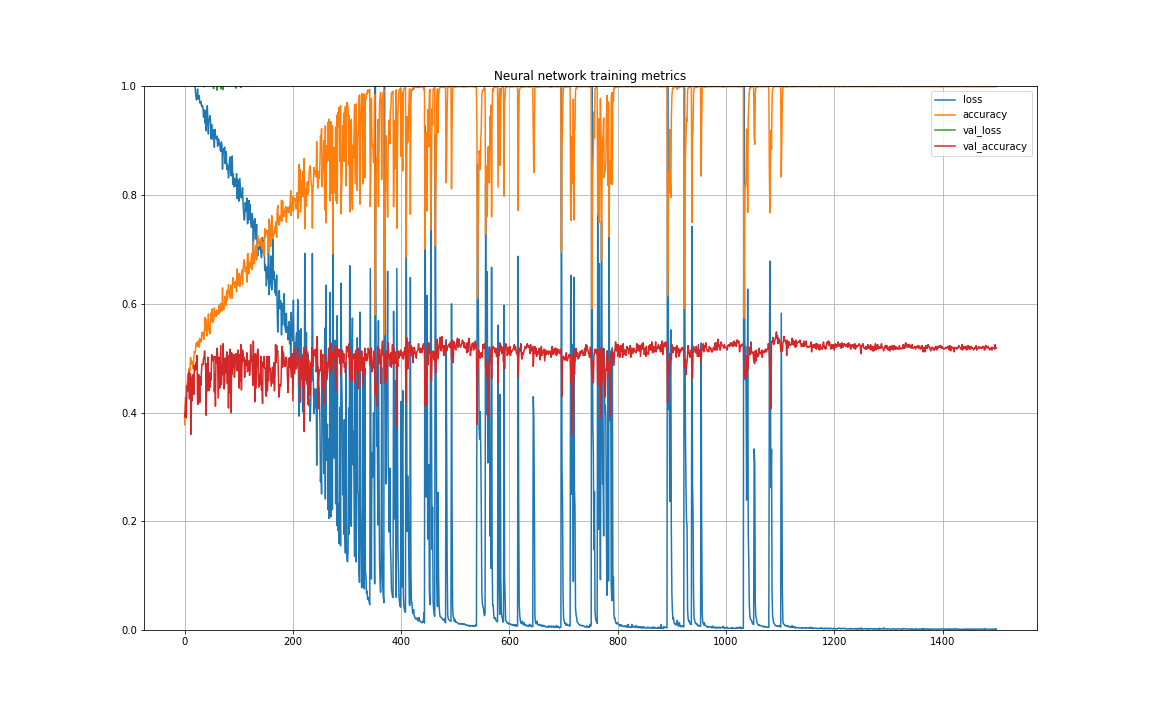 Neural network training metrics
1.0
0.8
0.6
0.4
0.2
0.0
loss
accuracy
val_loss
val_accuracy
0 200 400 600 800 1000 1200 1400